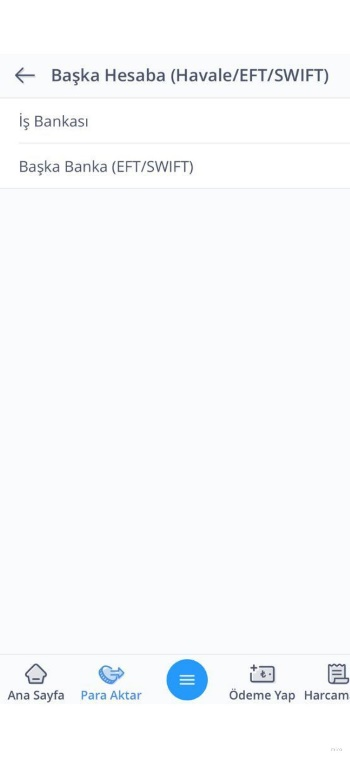 Başka Hesaba (Havale/EFT/SWIFT)
İş Bankası
Başka Banka (EFT/SWIFT)
Ana Sayfa
Para Aktar
Ödeme Yap
Harcam